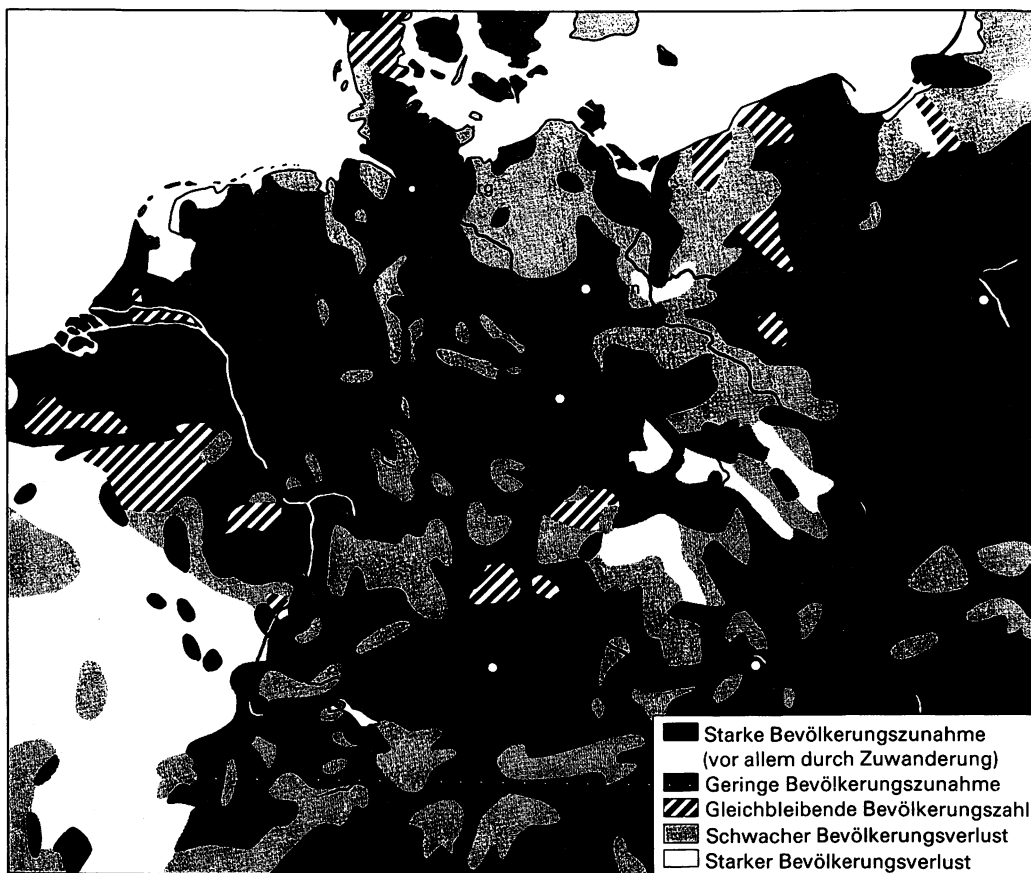 Starke Bevölkerungszunahme
(vor allem durch Zuwanderung)
Geringe Bevölkerungszunahme
Gleichbleibende Bevölkerungszahl
Schwacher Bevölkerungsverlust
Starker Bevölkerungsverlust